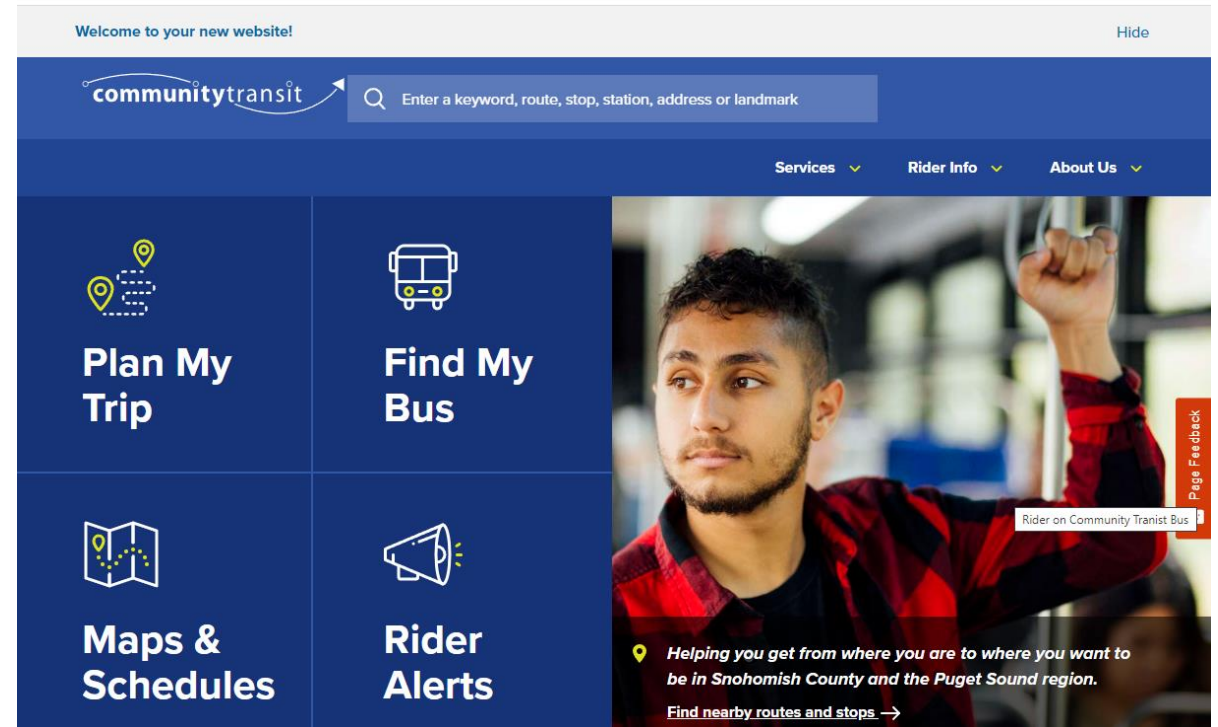 Welcome to your new website!
Hide
communitytransit
Enter a keyword, route, stop, station, address or landmark
Services
Rider Info
About Us
Plan My
Trip
Find My
Bus
Maps &
Schedules
Rider
Alerts
Page Feedback
Rider on Community Tranist Bus
Helping you get from where you are to where you want to
be in Snohomish County and the Puget Sound region.
Find nearby routes and stops